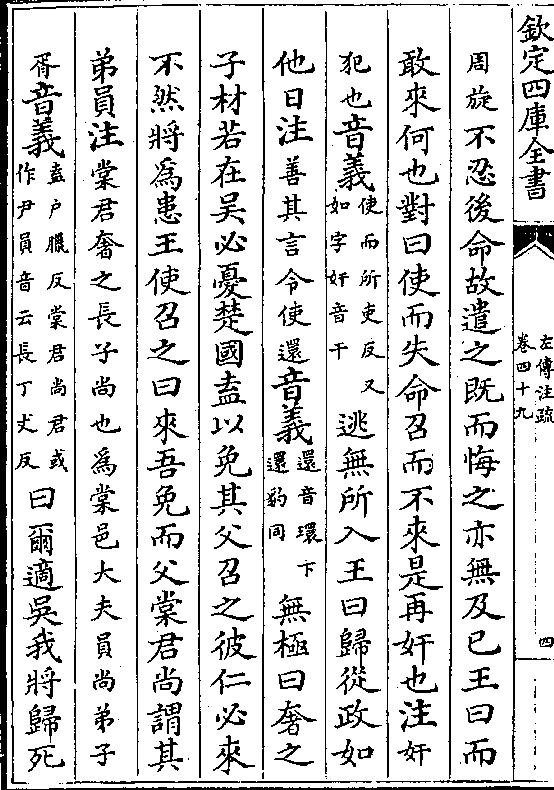 欽定四庫全書
左傳注疏
卷四十九
四
周旋不忍後命故遣之既而悔之亦無及已王曰而
敢來何也對曰使而失命召而不來是再奸也注奸
犯也音義使而所吏反又如字奸音干逃無所入王曰歸從政如
他日注善其言令使還音義還音環下還豹同無極曰奢之
子材若在吳必憂楚國盍以免其父召之彼仁必來
不然將為患王使召之曰來吾免而父棠君尚謂其
弟員注棠君奢之長子尚也為棠邑大夫員尚弟子
胥音義盍户臘反棠君尚君或作尹員音云長丁丈反曰爾適吳我將歸死